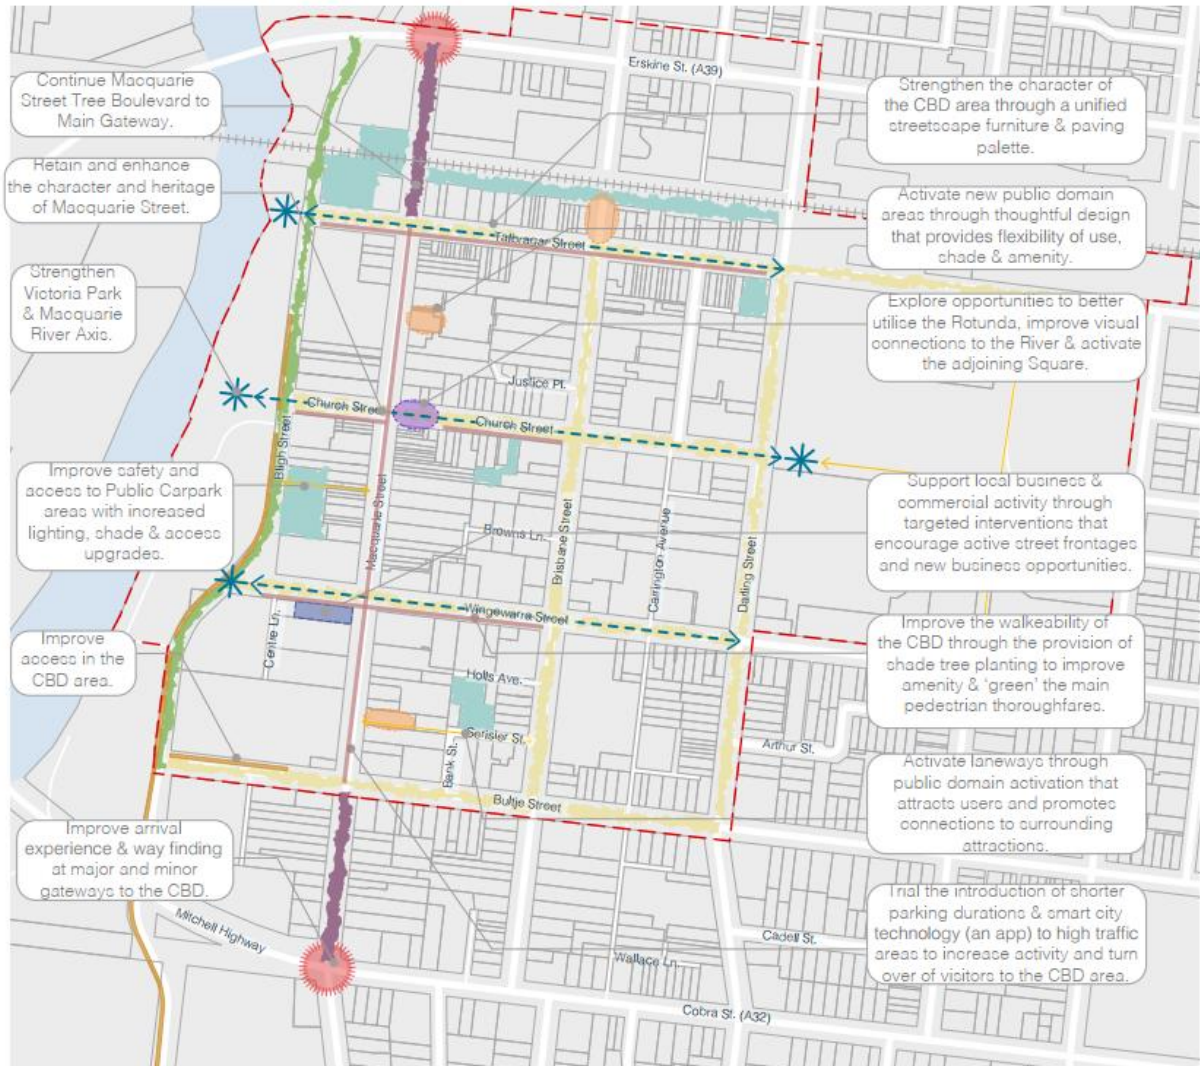 Continue Macquarie
Street Tree Boulevard to
Main Gateway.
Retain and enhance
the character and heritage
of Macquarie Street.
Strengthen
Victoria Park
& Macquarie
River Axis.
Improve safety and
access to Public Carpark
areas with increased
lighting, shade & access
upgrades.
Improve
access in the
CBD area.
Improve arrival
experience & way finding
at major and minor
gateways to the CBD.
Erskine St. (A39)
Talbragar Street
Justice Pl.
Church Street
Church Street
Bligh Street
Macquarie Street
Browns Ln.
Brisbane Street
Carrington Avenue
Darling Street
Wingewarra Street
Centre Ln.
Holls Ave.
Serisier St.
Bank St.
Arthur St.
Bultje Street
Mitchell Highway
Cadell St.
Wallace Ln.
Cobra St. (A32)
Strengthen the character of
the CBD area through a unified
streetscape furniture & paving
palette.
Activate new public domain
areas through thoughtful design
that provides flexibility of use,
shade & amenity.
Explore opportunities to better
utilise the Rotunda, improve visual
connections to the River & activate
the adjoining Square.
Support local business &
commercial activity through
targeted interventions that
encourage active street frontages
and new business opportunities.
Improve the walkeability of
the CBD through the provision of
shade tree planting to improve
amenity & ‘green’ the main
pedestrian thoroughfares.
Activate laneways through
public domain activation that
attracts users and promotes
connections to surrounding
attractions.
Trial the introduction of shorter
parking durations & smart city
technology (an app) to high traffic
areas to increase activity and turn
over of visitors to the CBD area.